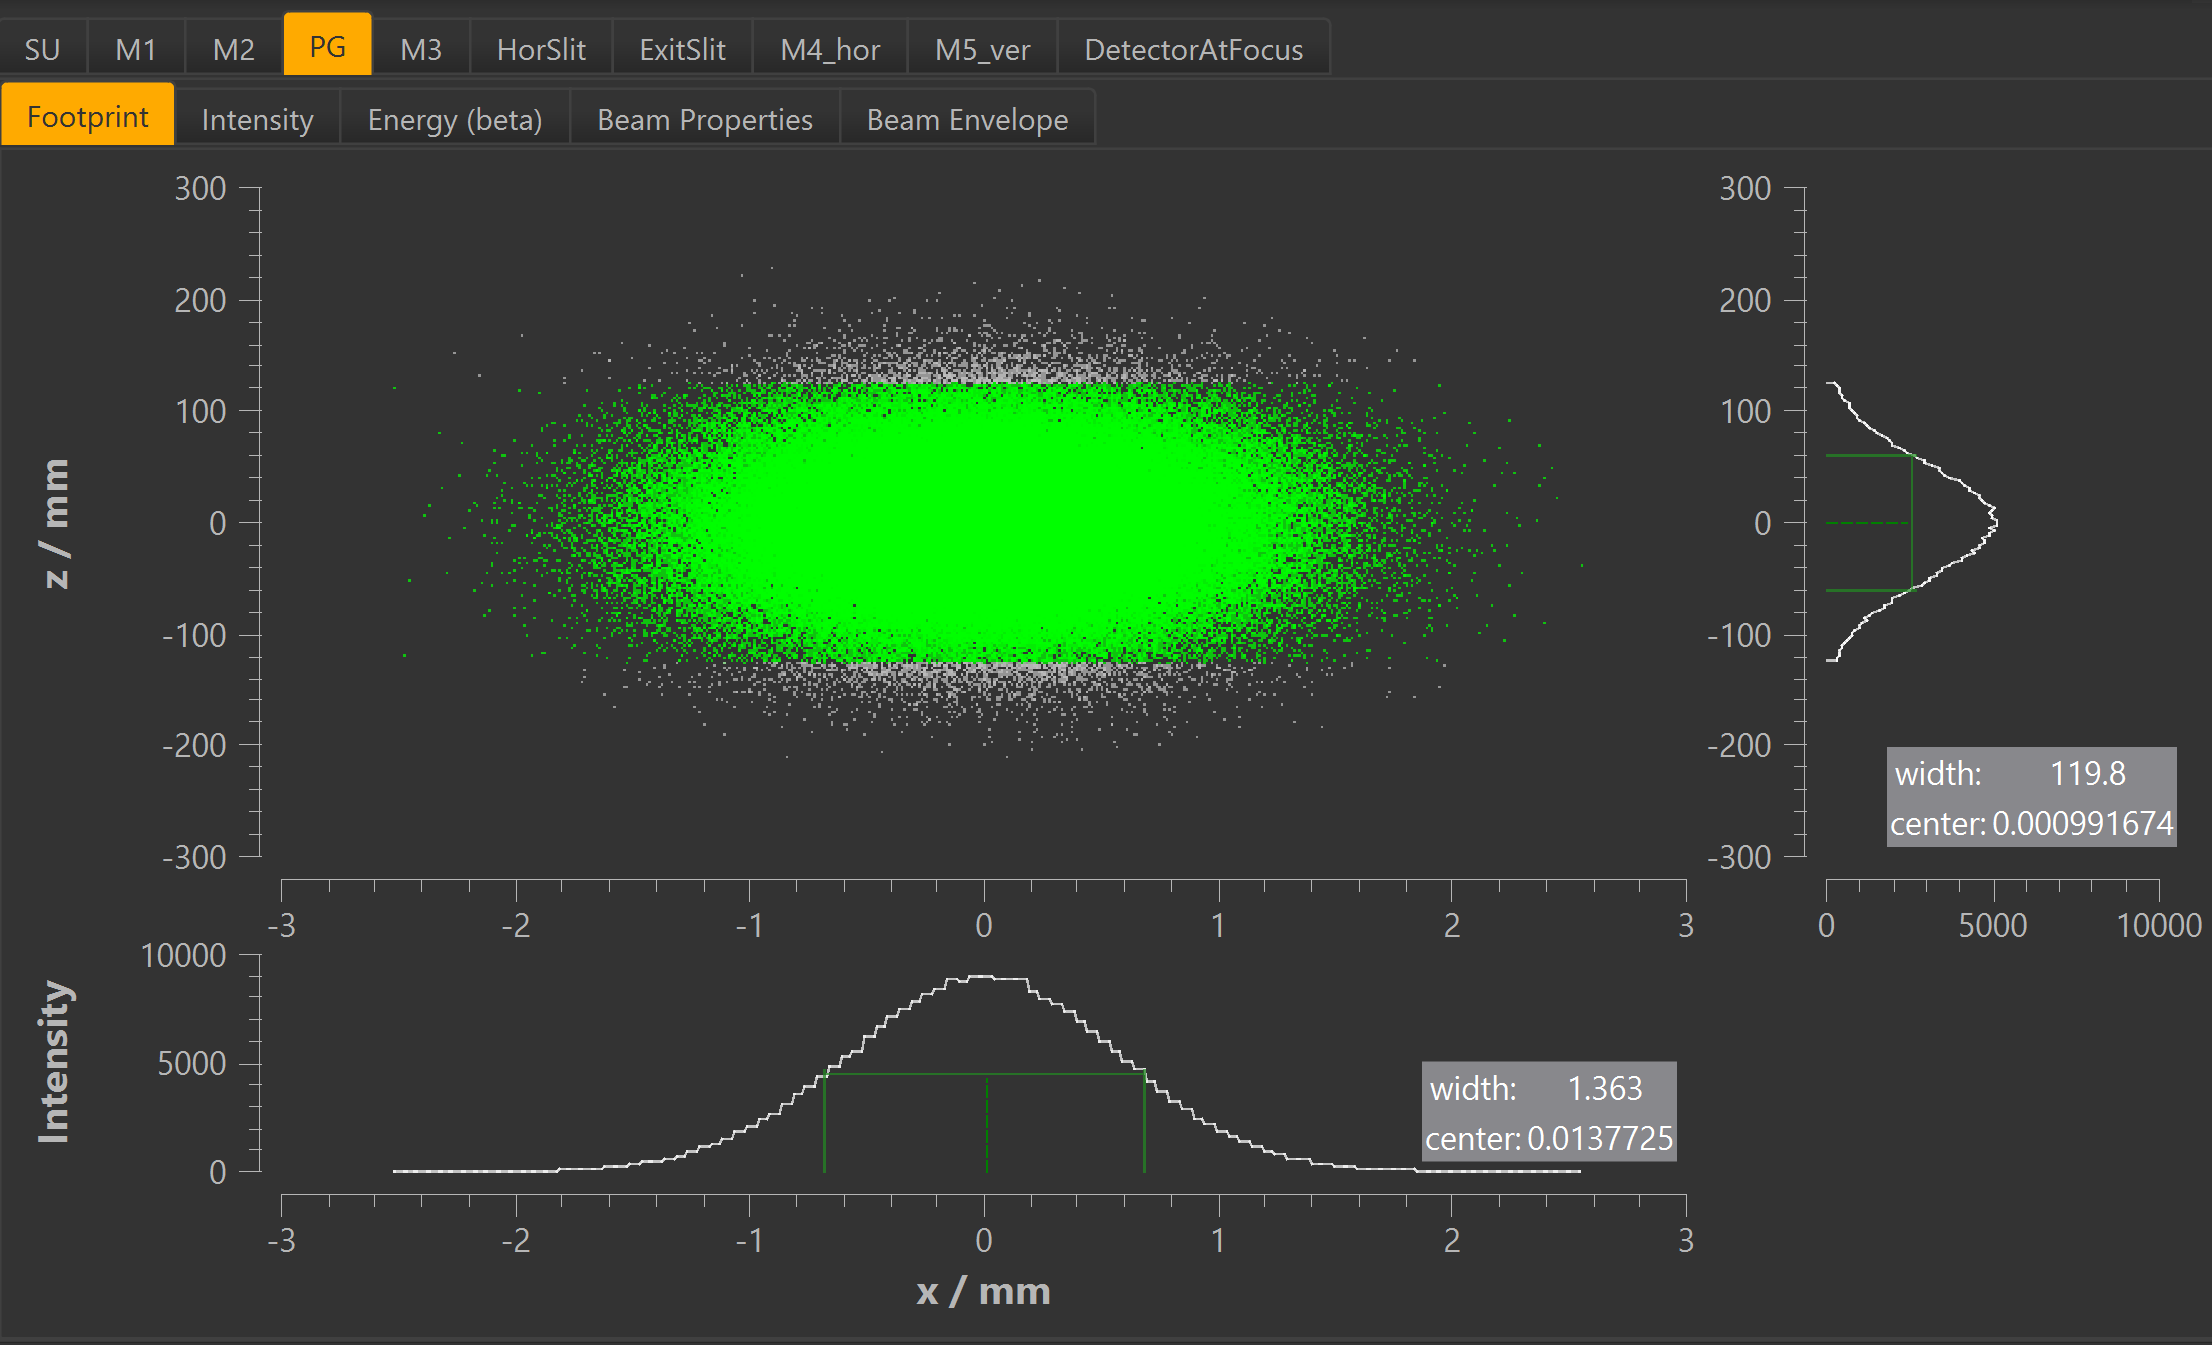 SU M1 M2 PG M3 HorSlit ExitSlit M4_hor M5_ver DetectorAtFocus
Footprint Intensity Energy (beta) Beam Properties Beam Envelope
z / mm
300
200
100
0
-100
-200
-300
-3 -2 -1 0 1 2 3
300
200
100
0
-100
-200
-300
width: 119.8
center: 0.000991674
0 5000 10000
Intensity
10000
5000
0
width: 1.363
center: 0.0137725
-3 -2 -1 0 1 2 3
x / mm